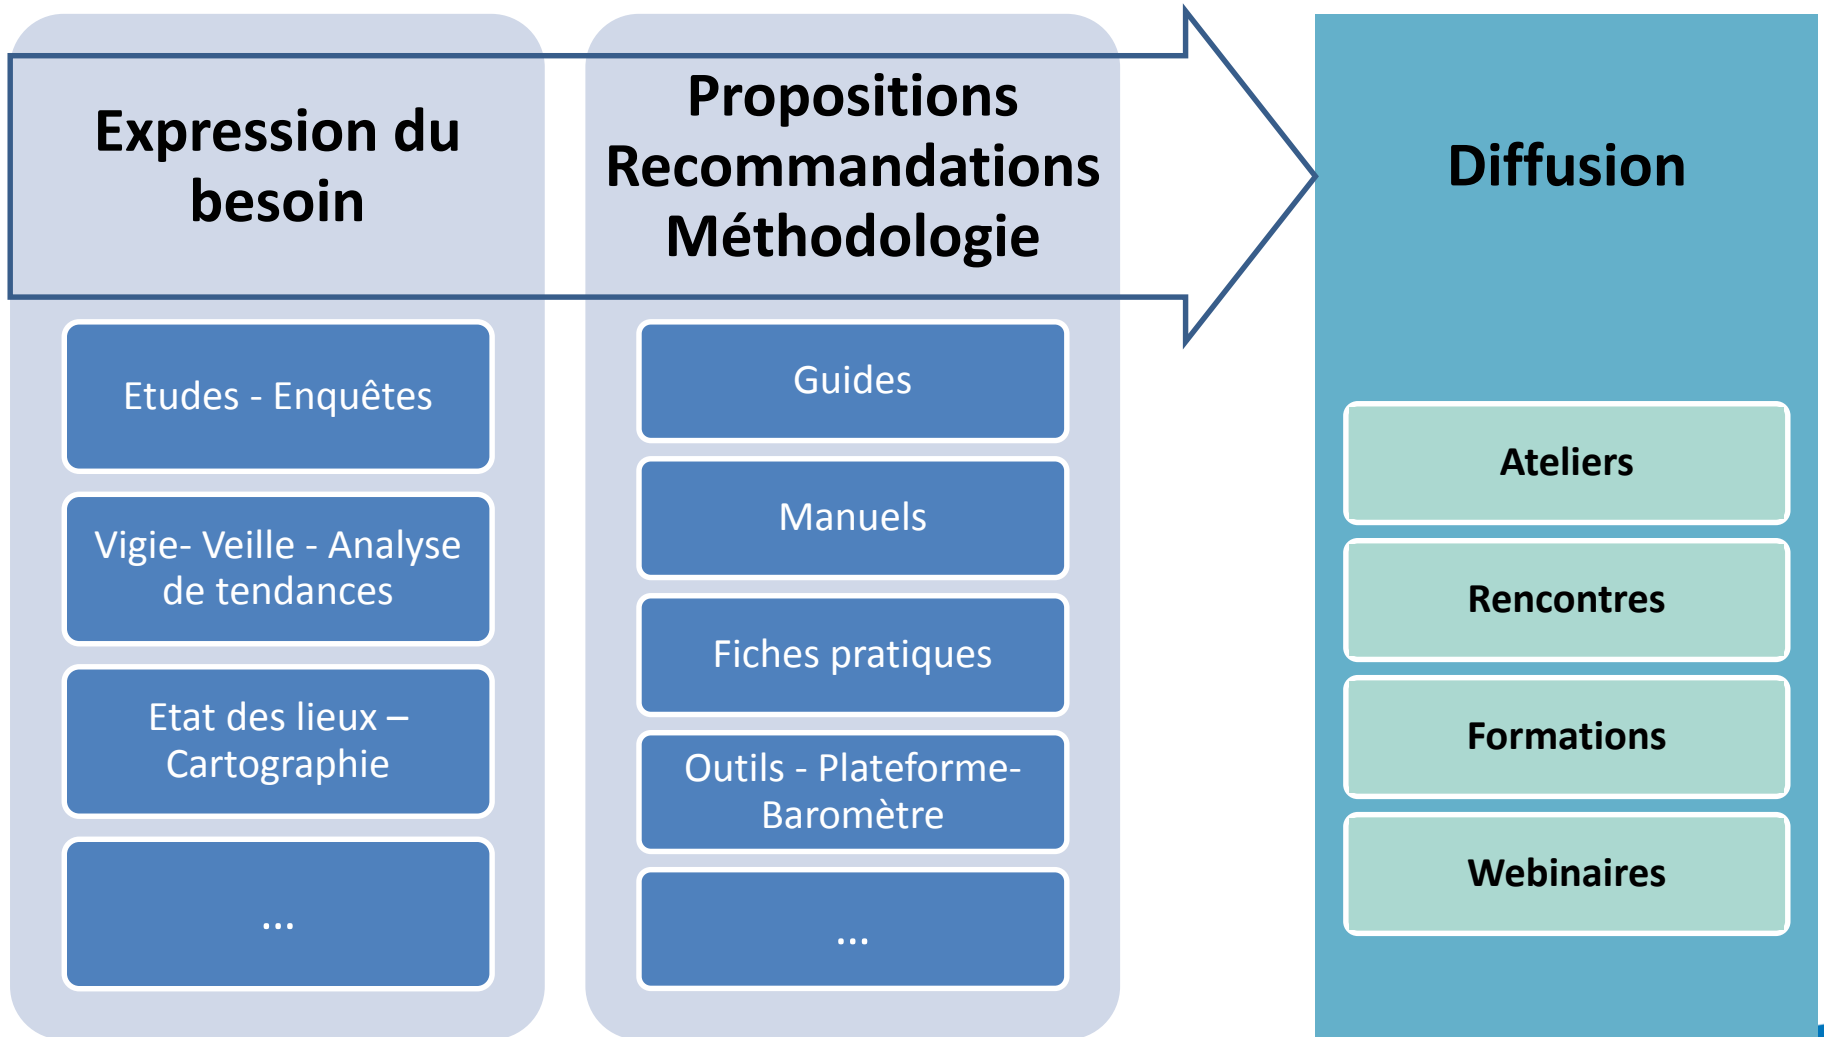 Expression du
besoin
Etudes - Enquêtes
Vigie- Veille - Analyse
de tendances
Etat des lieux –
Cartographie
...
Propositions
Recommandations
Méthodologie
Guides
Manuels
Fiches pratiques
Outils - Plateforme-
Baromètre
...
Diffusion
Ateliers
Rencontres
Formations
Webinaires